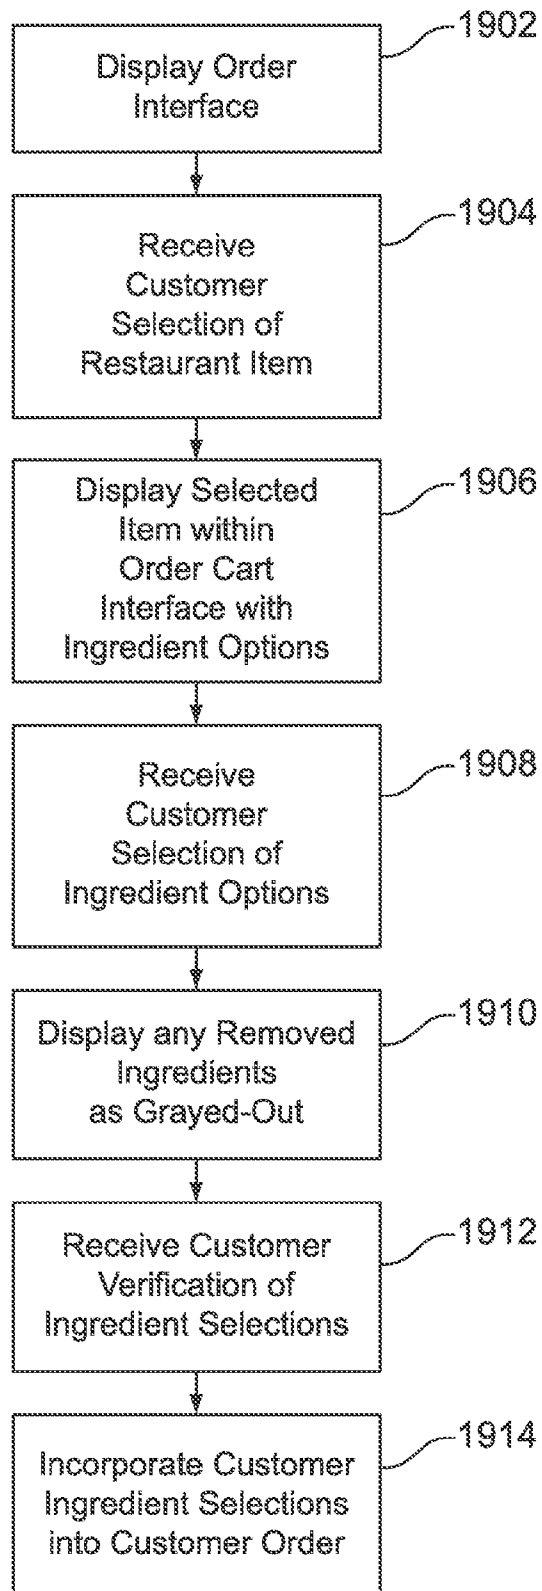 1902
Display Order
Interface
1904
Receive
Customer
Selection of
Restaurant Item
1906
Display Selected
Item within
Order Cart
Interface with
Ingredient Options
1908
Receive
Customer
Selection of
Ingredient Options
1910
Display any Removed
Ingredients
as Grayed-Out
1912
Receive Customer
Verification of
Ingredient Selections
1914
Incorporate Customer
Ingredient Selections
into Customer Order